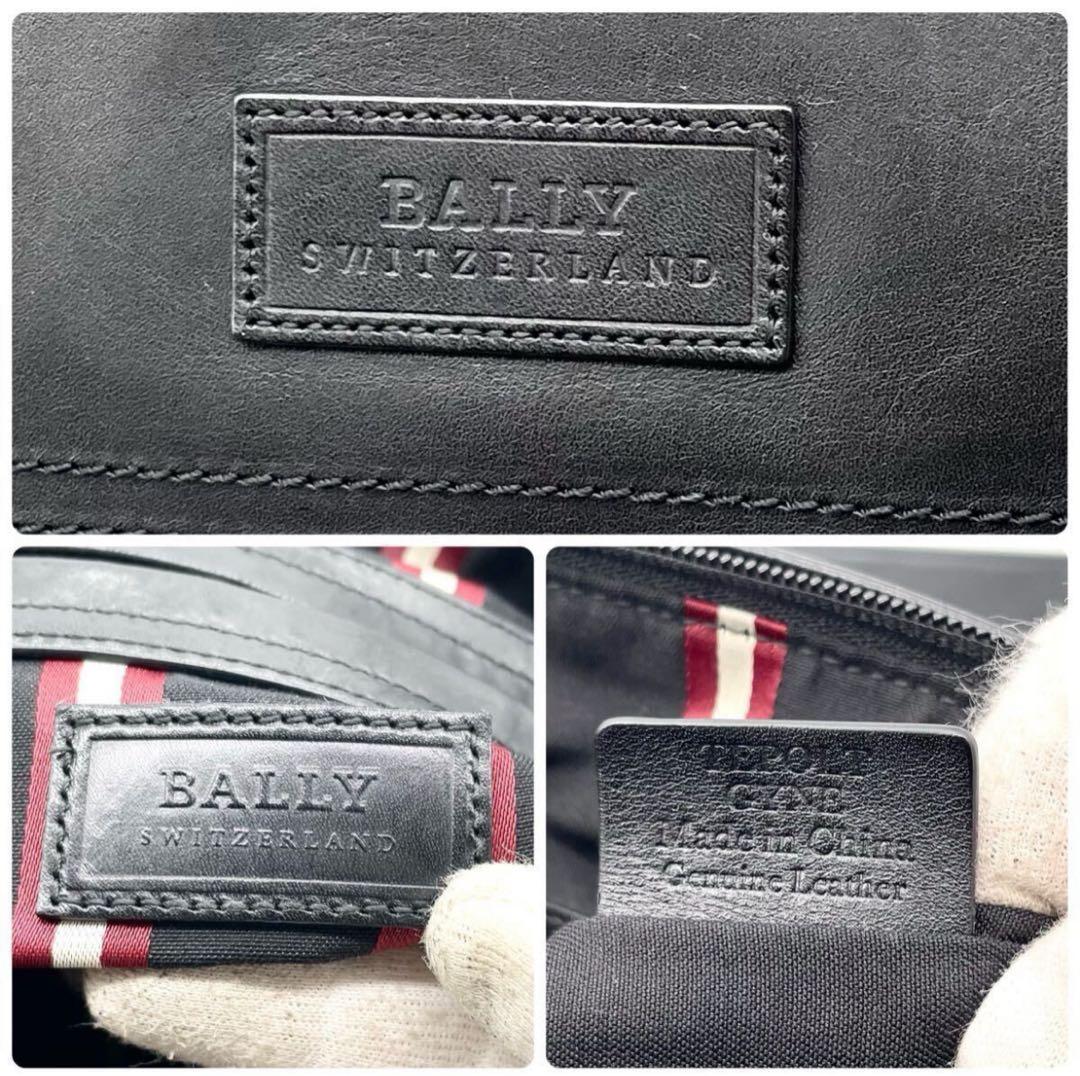 BALLY
SWITZERLAND
BALLY
SWITZERLAND
Made in China
Genuine Leather